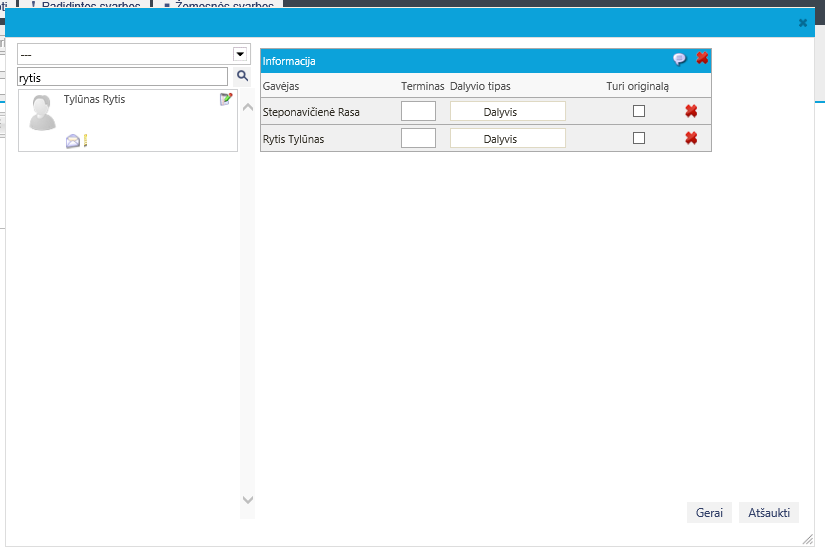 Radidintos svarbos
Žemesnės svarbos
---
rytis
Tylūnas Rytis
Informacija
Gavėjas Terminas Dalyvio tipas Turi originalą
Steponavičienė Rasa Dalyvis
Rytis Tylūnas Dalyvis
Gerai Atšaukti